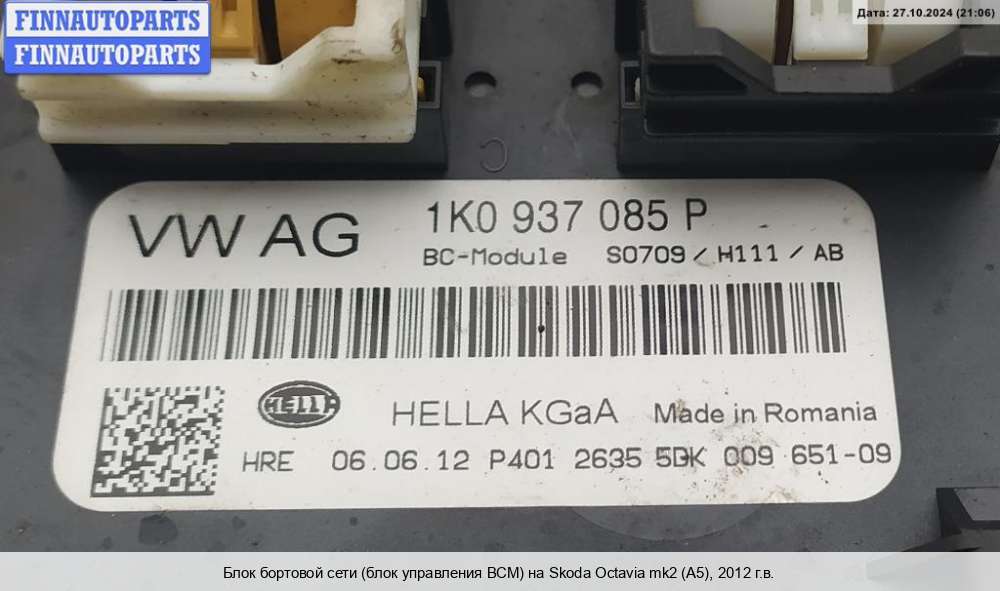 FINNAUTOPARTS
FINNAUTOPARTS
Дата: 27.10.2024 (21:06)
VW AG
1K0 937 085 P
BC-Module S0709 / H111 / AB
HELLA
HELLA KGaA Made in Romania
HRE 06.06.12 P401 2635 5DK 009 651-09
Блок бортовой сети (блок управления BCM) на Skoda Octavia mk2 (A5), 2012 г.в.